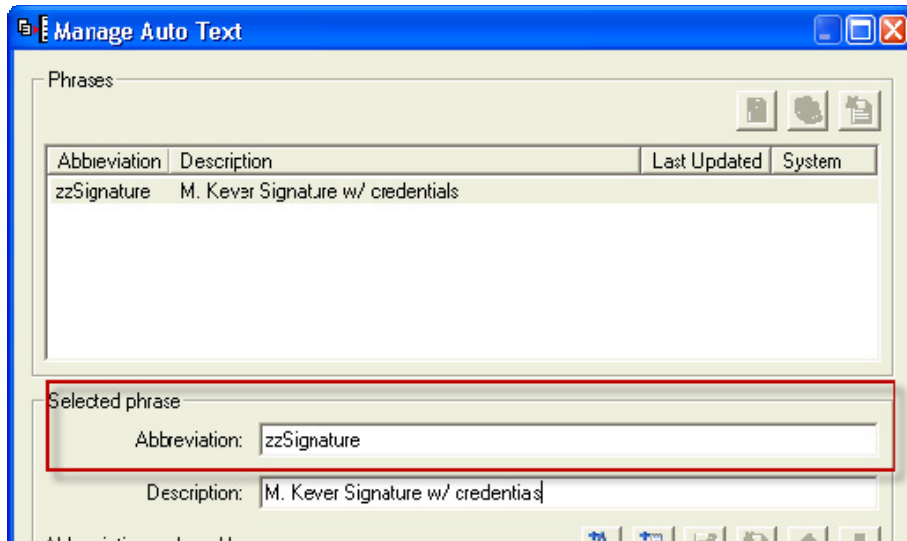 Manage Auto Text
Phrases
Abbreviation Description Last Updated System
zzSignature M. Kever Signature w/ credentials
Selected phrase
Abbreviation: zzSignature
Description: M. Kever Signature w/ credentials